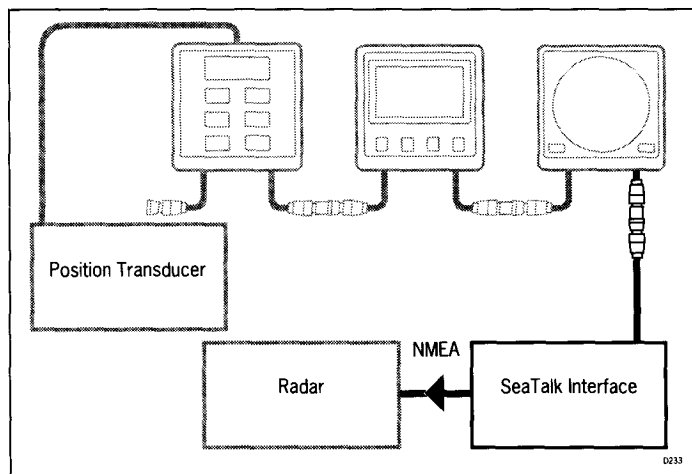 Position Transducer
NMEA
Radar
SeaTalk Interface
D233